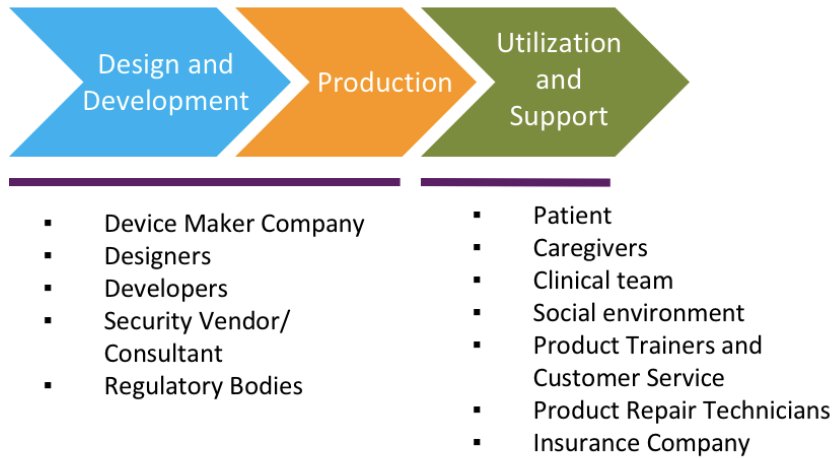 Design and
Development
Production
Utilization
and
Support
▪ Device Maker Company
▪ Designers
▪ Developers
▪ Security Vendor/
Consultant
▪ Regulatory Bodies
▪ Patient
▪ Caregivers
▪ Clinical team
▪ Social environment
▪ Product Trainers and
Customer Service
▪ Product Repair Technicians
▪ Insurance Company